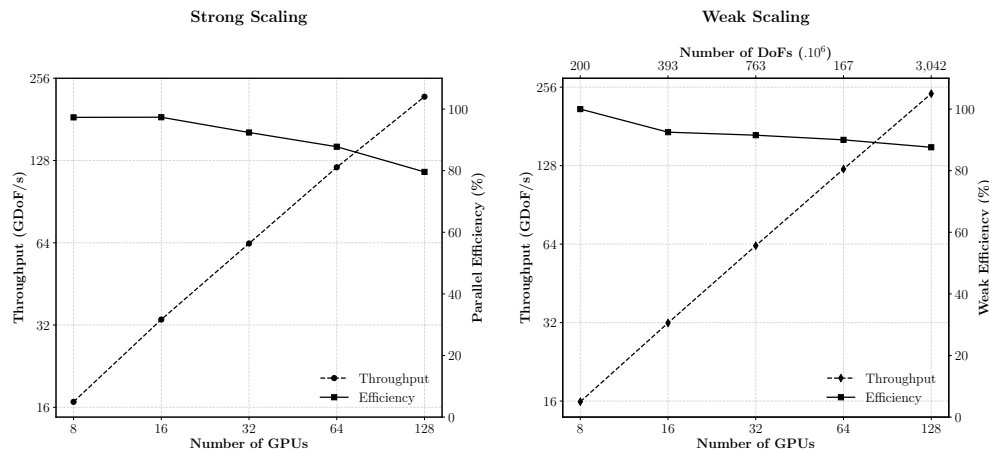 Strong Scaling
256
128
64
32
16
Throughput (GDoF/s)
100
80
60
40
20
0
Parallel Efficiency (%)
Throughput
Efficiency
8 16 32 64 128
Number of GPUs
Weak Scaling
Number of DoFs (.10^6)
200 393 763 167 3,042
256
128
64
32
16
Throughput (GDoF/s)
100
80
60
40
20
0
Weak Efficiency (%)
Throughput
Efficiency
8 16 32 64 128
Number of GPUs